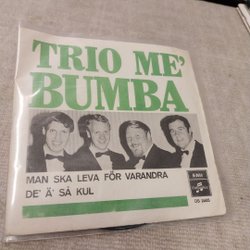 TRIO ME'
BUMBA
MAN SKA LEVA FÖR VARANDRA
DE' Ä' SÅ KUL